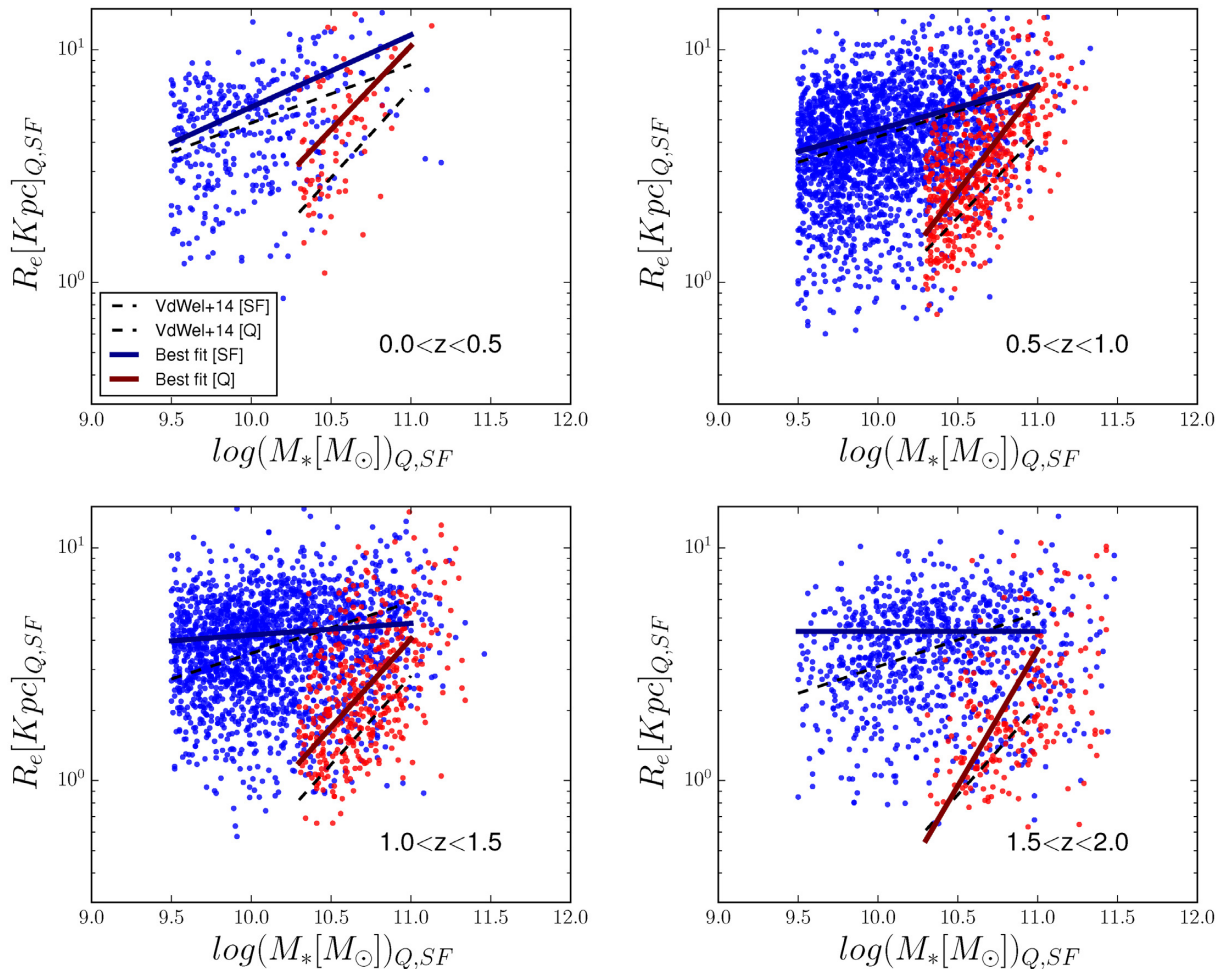 10¹
10⁰
R_e[Kpc]_{Q,SF}
VdWel+14 [SF]
VdWel+14 [Q]
Best fit [SF]
Best fit [Q]
0.0<z<0.5
9.0 9.5 10.0 10.5 11.0 11.5 12.0
log(M_*[M_⊙])_{Q,SF}
10¹
10⁰
R_e[Kpc]_{Q,SF}
0.5<z<1.0
9.0 9.5 10.0 10.5 11.0 11.5 12.0
log(M_*[M_⊙])_{Q,SF}
10¹
10⁰
R_e[Kpc]_{Q,SF}
1.0<z<1.5
9.0 9.5 10.0 10.5 11.0 11.5 12.0
log(M_*[M_⊙])_{Q,SF}
10¹
10⁰
R_e[Kpc]_{Q,SF}
1.5<z<2.0
9.0 9.5 10.0 10.5 11.0 11.5 12.0
log(M_*[M_⊙])_{Q,SF}